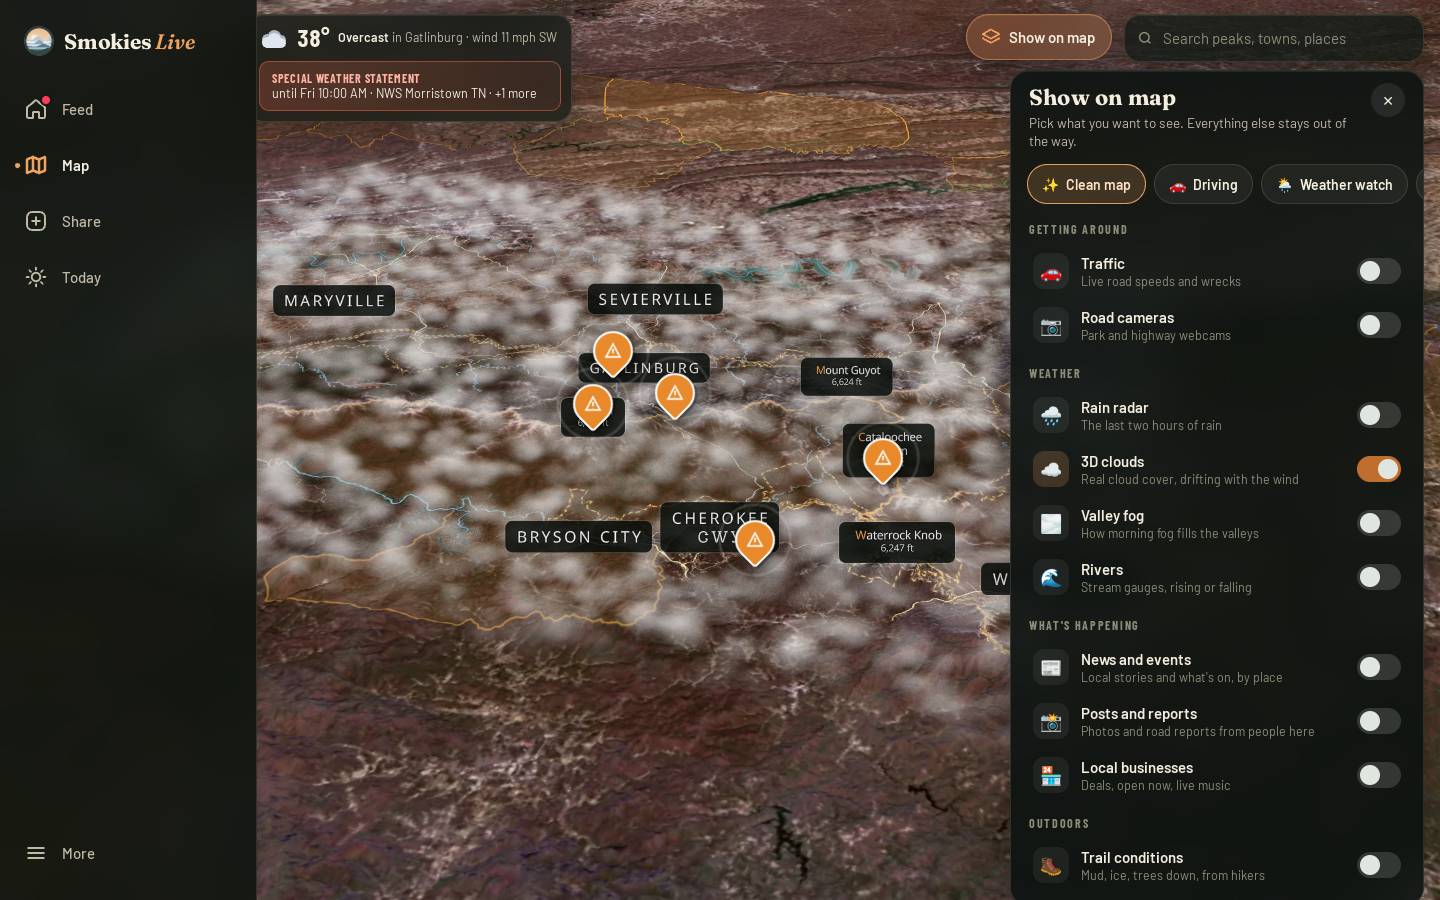 Smokies Live
Feed
Map
Share
Today
More
38° Overcast in Gatlinburg · wind 11 mph SW
SPECIAL WEATHER STATEMENT
until Fri 10:00 AM · NWS Morristown TN · +1 more
Show on map
Search peaks, towns, places
MARYVILLE
SEVIERVILLE
Mount Guyot
6,624 ft
Cataloochee
BRYSON CITY
CHEROKEE
Waterrock Knob
6,247 ft
W
Show on map
Pick what you want to see. Everything else stays out of
the way.
Clean map
Driving
Weather watch
GETTING AROUND
Traffic
Live road speeds and wrecks
Road cameras
Park and highway webcams
WEATHER
Rain radar
The last two hours of rain
3D clouds
Real cloud cover, drifting with the wind
Valley fog
How morning fog fills the valleys
Rivers
Stream gauges, rising or falling
WHAT'S HAPPENING
News and events
Local stories and what's on, by place
Posts and reports
Photos and road reports from people here
Local businesses
Deals, open now, live music
OUTDOORS
Trail conditions
Mud, ice, trees down, from hikers